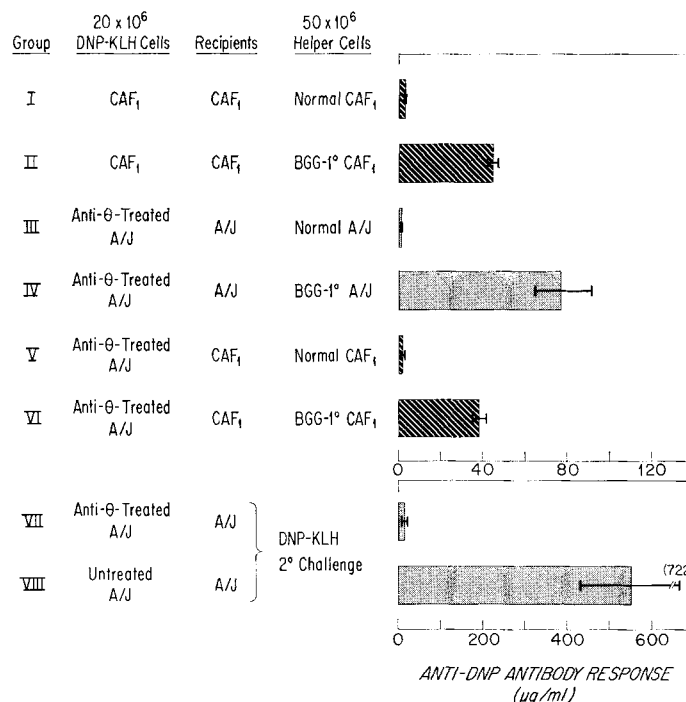 20 x 10⁶ 50 x 10⁶
Group DNP-KLH Cells Recipients Helper Cells
I CAF₁ CAF₁ Normal CAF₁
II CAF₁ CAF₁ BGG-1° CAF₁
III Anti-θ-Treated A/J A/J Normal A/J
IV Anti-θ-Treated A/J A/J BGG-1° A/J
V Anti-θ-Treated A/J CAF₁ Normal CAF₁
VI Anti-θ-Treated A/J CAF₁ BGG-1° CAF₁
0 40 80 120
VII Anti-θ-Treated A/J A/J
DNP-KLH
2° Challenge
VIII Untreated A/J A/J
(722
0 200 400 600
ANTI-DNP ANTIBODY RESPONSE
(µg/ml)